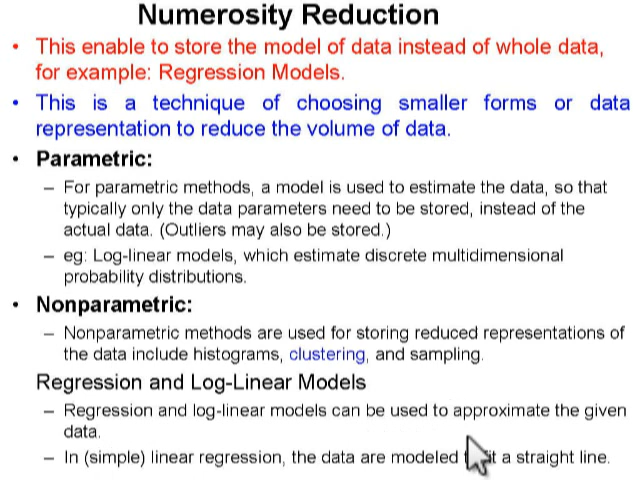 Numerosity Reduction
• This enable to store the model of data instead of whole data,
for example: Regression Models.
• This is a technique of choosing smaller forms or data
representation to reduce the volume of data.
• Parametric:
– For parametric methods, a model is used to estimate the data, so that
typically only the data parameters need to be stored, instead of the
actual data. (Outliers may also be stored.)
– eg: Log-linear models, which estimate discrete multidimensional
probability distributions.
• Nonparametric:
– Nonparametric methods are used for storing reduced representations of
the data include histograms, clustering, and sampling.
Regression and Log-Linear Models
– Regression and log-linear models can be used to approximate the given
data.
– In (simple) linear regression, the data are modeled a straight line.